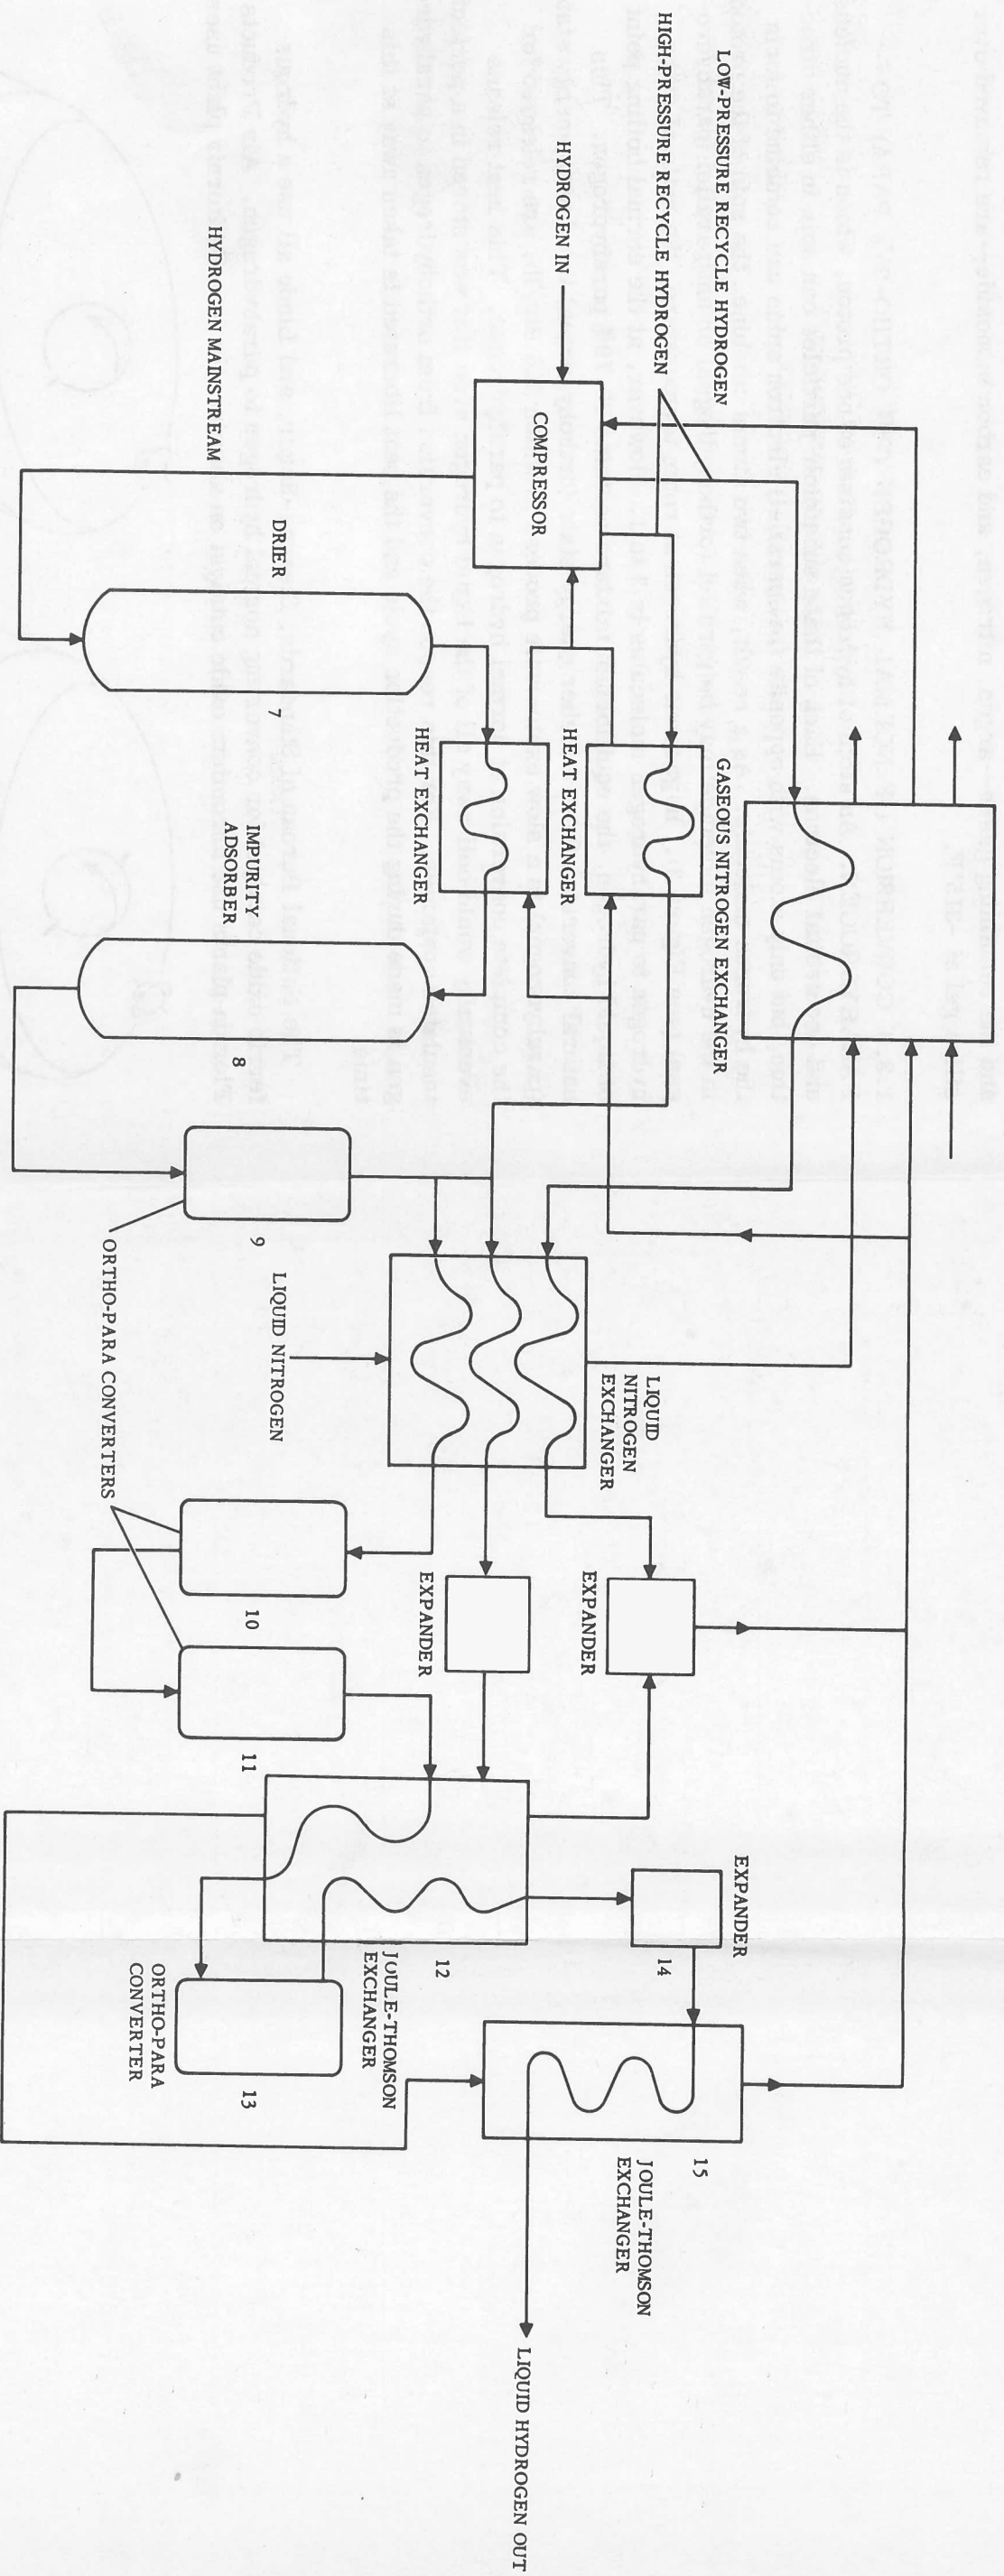 LOW-PRESSURE RECYCLE HYDROGEN
HIGH-PRESSURE RECYCLE HYDROGEN
HYDROGEN IN
COMPRESSOR
HYDROGEN MAINSTREAM
DRIER
7
HEAT EXCHANGER
HEAT EXCHANGER
GASEOUS NITROGEN EXCHANGER
IMPURITY
ADSORBER
8
9
ORTHO-PARA CONVERTERS
LIQUID NITROGEN
LIQUID
NITROGEN
EXCHANGER
10
11
EXPANDER
EXPANDER
12
JOULE-THOMSON
EXCHANGER
ORTHO-PARA
CONVERTER
13
EXPANDER
14
15
JOULE-THOMSON
EXCHANGER
LIQUID HYDROGEN OUT